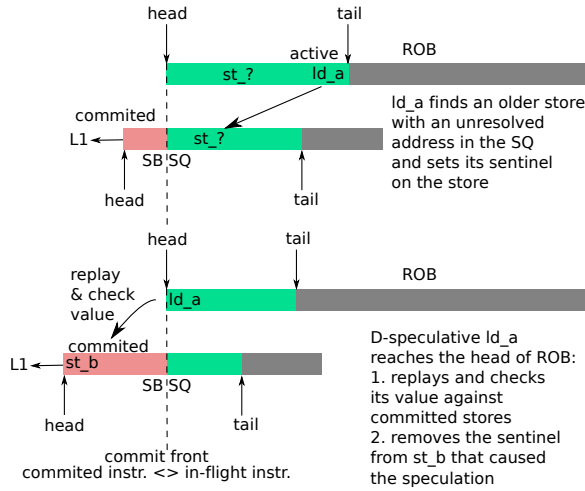 head
tail
active
ROB
st_?
ld_a
commited
ld_a finds an older store
with an unresolved
address in the SQ
and sets its sentinel
on the store
L1
st_?
SB
SQ
head
tail
head
tail
ROB
replay
& check
value
ld_a
commited
L1
st_b
SB
SQ
D-speculative ld_a
reaches the head of ROB:
1. replays and checks
its value against
committed stores
2. removes the sentinel
from st_b that caused
the speculation
head
tail
commit front
commited instr. <> in-flight instr.